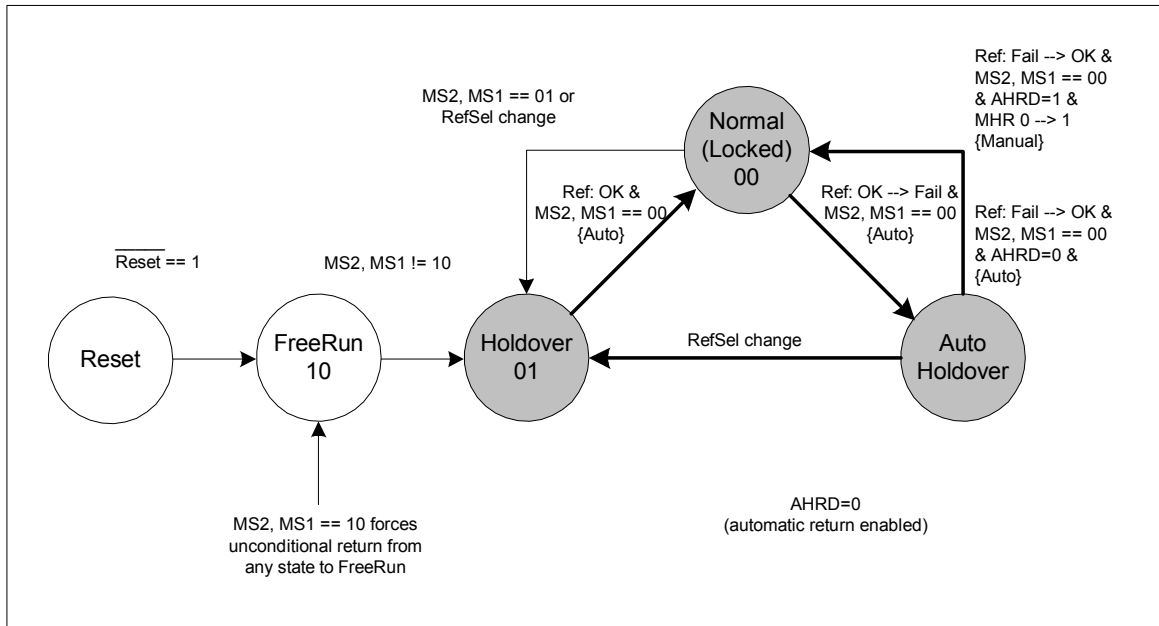 Ref: Fail --> OK &
MS2, MS1 == 00
& AHRD=1 &
MHR 0 --> 1
{Manual}
MS2, MS1 == 01 or
RefSel change
Normal
(Locked)
00
Ref: OK &
MS2, MS1 == 00
{Auto}
Ref: OK --> Fail &
MS2, MS1 == 00
{Auto}
Ref: Fail --> OK &
MS2, MS1 == 00
& AHRD=0 &
{Auto}
Reset == 1
MS2, MS1 != 10
Reset
FreeRun
10
Holdover
01
RefSel change
Auto
Holdover
MS2, MS1 == 10 forces
unconditional return from
any state to FreeRun
AHRD=0
(automatic return enabled)